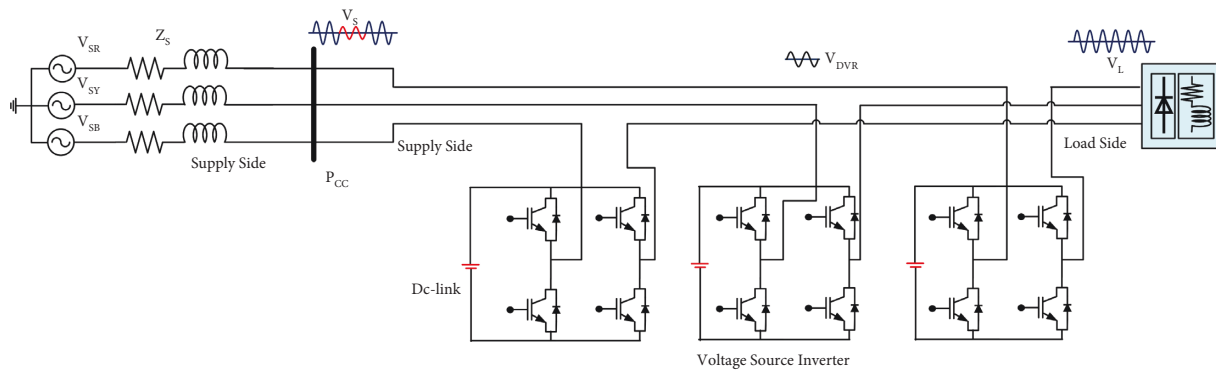 V_S
V_SR
Z_S
V_DVR
V_L
V_SY
V_SB
Supply Side
Supply Side
Load Side
P_CC
Dc-link
Voltage Source Inverter